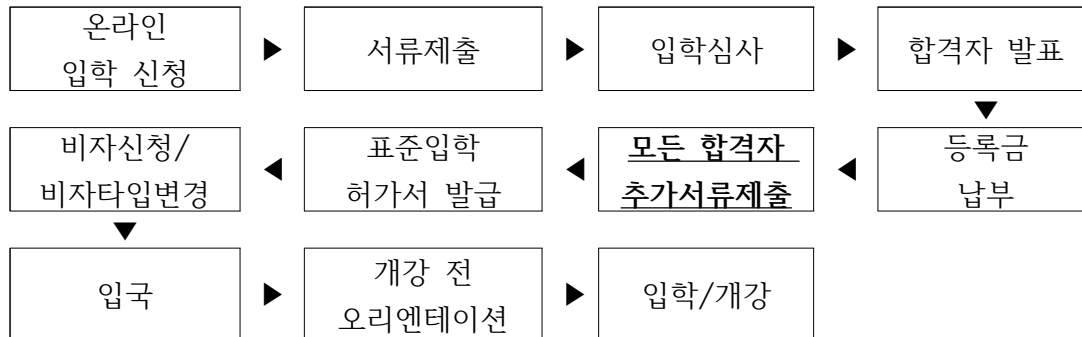 온라인
입학 신청
▶
서류제출
▶
입학심사
▶
합격자 발표
▼
등록금
납부
◀
모든 합격자
추가서류제출
◀
표준입학
허가서 발급
◀
비자신청/
비자타입변경
▼
입국
▶
개강 전
오리엔테이션
▶
입학/개강